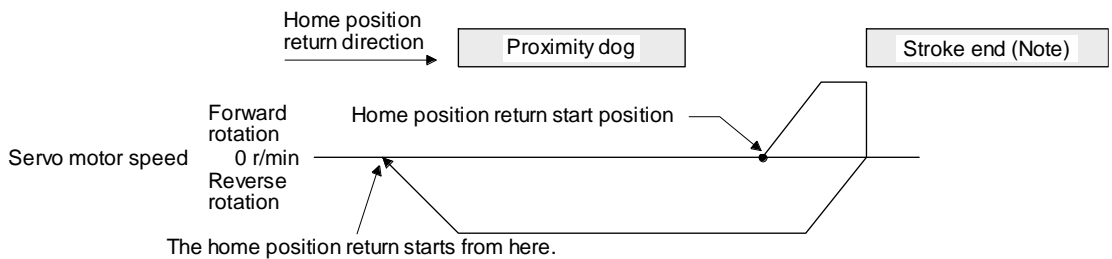 Home position
return direction
Proximity dog
Stroke end (Note)
Forward
rotation
Home position return start position
Servo motor speed
0 r/min
Reverse
rotation
The home position return starts from here.